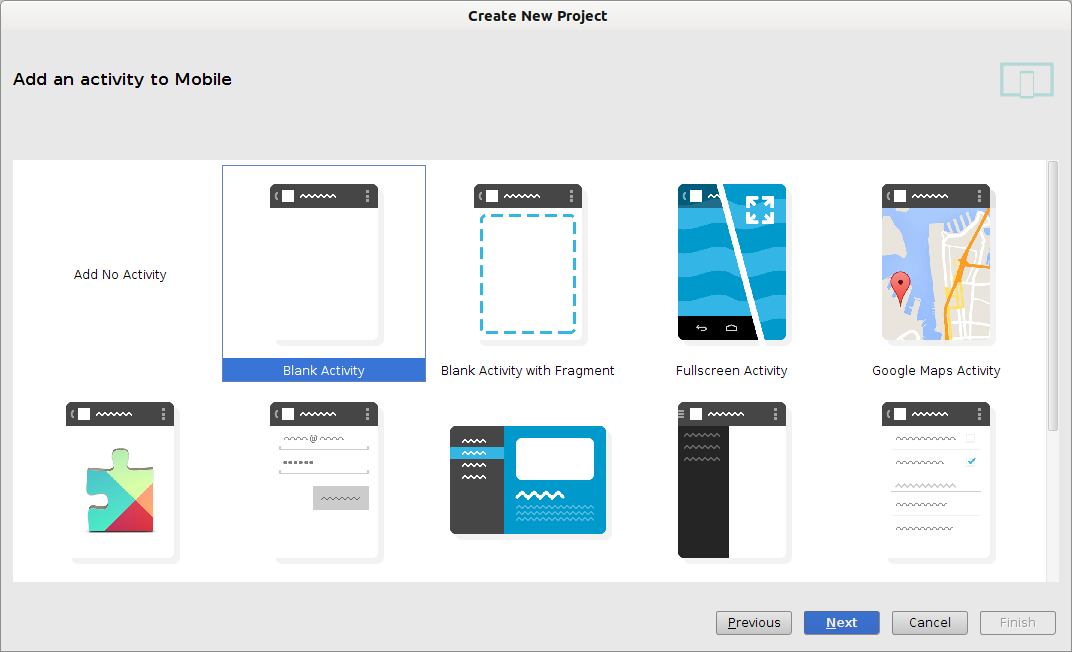 Create New Project
Add an activity to Mobile
Add No Activity
Blank Activity
Blank Activity with Fragment
Fullscreen Activity
Google Maps Activity
@
Previous
Next
Cancel
Finish